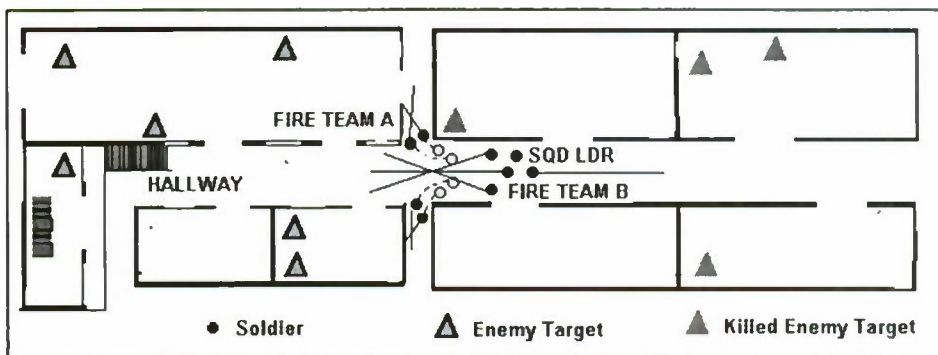 FIRE TEAM A
SQD LDR
HALLWAY
FIRE TEAM B
Soldier
Enemy Target
Killed Enemy Target